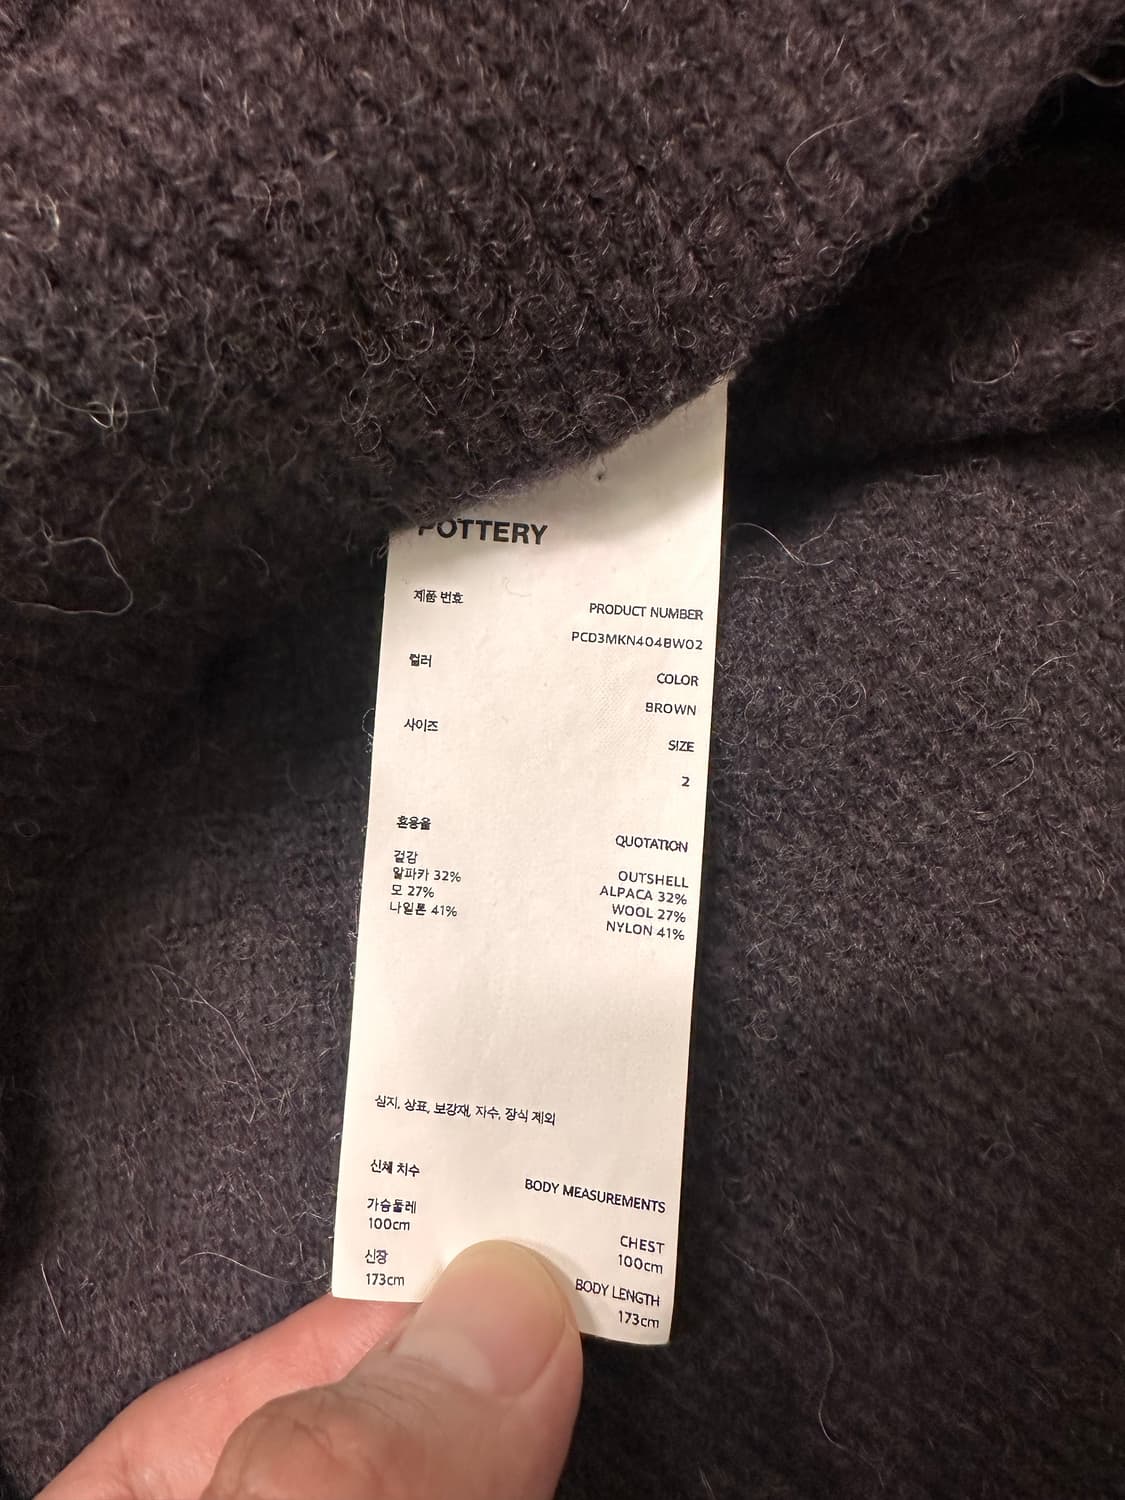 POTTERY
제품 번호
PRODUCT NUMBER
PCD3MKN404BW02
컬러
COLOR
BROWN
사이즈
SIZE
2
혼용율
QUOTATION
겉감
OUTSHELL
알파카 32%
ALPACA 32%
모 27%
WOOL 27%
나일론 41%
NYLON 41%
심지, 상표, 보강재, 자수, 장식 제외
신체 치수
BODY MEASUREMENTS
가슴둘레
CHEST
100cm
100cm
신장
BODY LENGTH
173cm
173cm